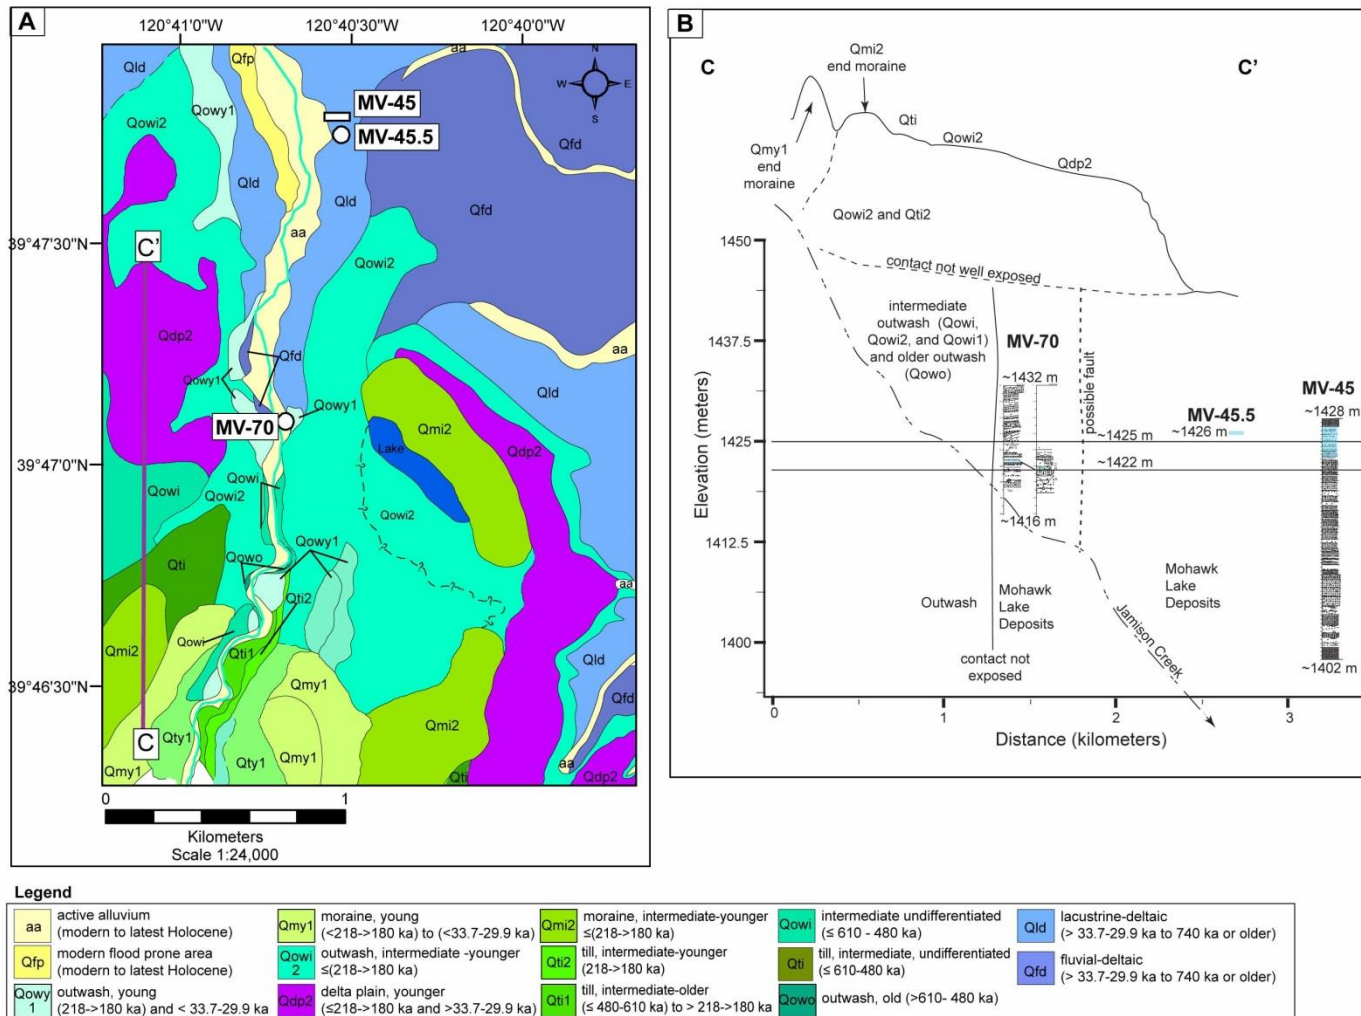 A
120°41'0"W
120°40'30"W
120°40'0"W
Qld
Qfp
aa
aa
N
W
E
S
Qowy1
MV-45
MV-45.5
Qowi2
Qfd
Qld
Qld
Qfd
aa
39°47'30"N
C'
Qowi2
Qdp2
Qfd
aa
Qowy1
Qld
Qowy1
MV-70
Qmi2
Qdp2
Lake
39°47'0"N
Qowi
Qowi
Qowi2
Qowi2
Qowy1
Qowo
Qti
Qti2
aa
Qowi
Qti1
Qld
Qmi2
Qmy1
39°46'30"N
Qfd
Qmi2
C
Qty1
Qty1
Qmy1
Qmy1
Qti
aa
Qdp2
0
1
Kilometers
Scale 1:24,000
B
C
C'
Qmi2
end moraine
Qti
Qowi2
Qdp2
Qmy1
end
moraine
Qowi2 and Qti2
1450
contact not well exposed
intermediate
outwash (Qowi,
Qowi2, and Qowi1)
and older outwash
(Qowo)
1437.5
MV-70
~1432 m
possible fault
MV-45
~1428 m
MV-45.5
~1426 m
1425
~1425 m
~1422 m
~1416 m
1412.5
Outwash
Mohawk
Lake
Deposits
Mohawk
Lake
Deposits
Jamison Creek
1400
contact not
exposed
~1402 m
Elevation (meters)
0
1
2
3
Distance (kilometers)
Legend
aa
active alluvium
(modern to latest Holocene)
Qfp
modern flood prone area
(modern to latest Holocene)
Qowy
1
outwash, young
(218->180 ka) and < 33.7-29.9 ka
Qmy1
moraine, young
(<218->180 ka) to (<33.7-29.9 ka)
Qowi
2
outwash, intermediate -younger
≤(218->180 ka)
Qdp2
delta plain, younger
(≤218->180 ka and >33.7-29.9 ka)
Qmi2
moraine, intermediate-younger
≤(218->180 ka)
Qti2
till, intermediate-younger
(218->180 ka)
Qti1
till, intermediate-older
(≤ 480-610 ka) to > 218->180 ka
Qowi
intermediate undifferentiated
(≤ 610 - 480 ka)
Qti
till, intermediate, undifferentiated
(≤ 610-480 ka)
Qowo
outwash, old (>610- 480 ka)
Qld
lacustrine-deltaic
(> 33.7-29.9 ka to 740 ka or older)
Qfd
fluvial-deltaic
(> 33.7-29.9 ka to 740 ka or older)